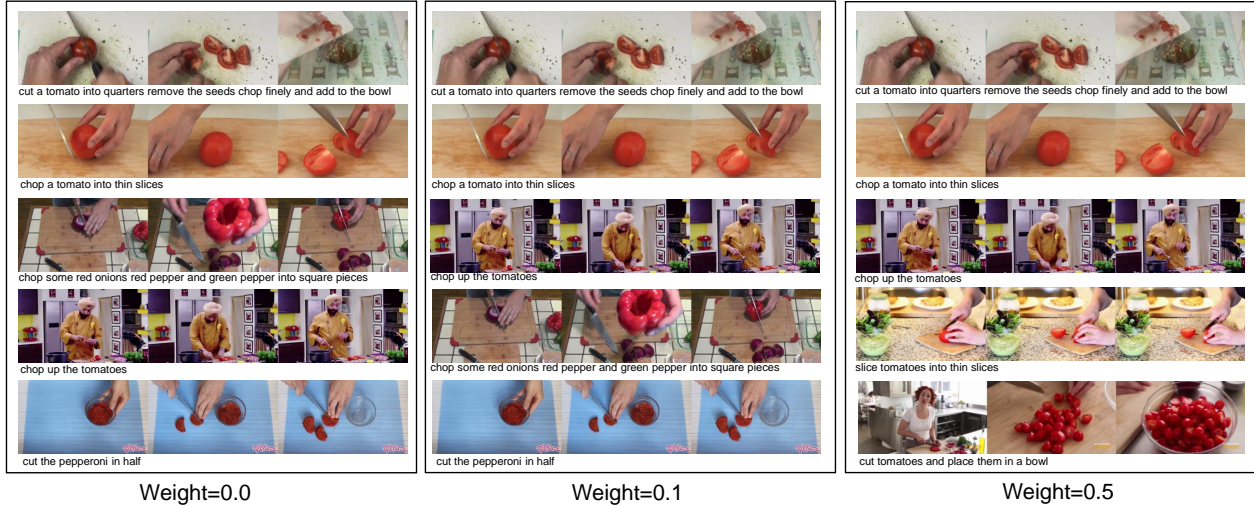 cut a tomato into quarters remove the seeds chop finely and add to the bowl
chop a tomato into thin slices
chop some red onions red pepper and green pepper into square pieces
chop up the tomatoes
cut the pepperoni in half
Weight=0.0
cut a tomato into quarters remove the seeds chop finely and add to the bowl
chop a tomato into thin slices
chop up the tomatoes
chop some red onions red pepper and green pepper into square pieces
cut the pepperoni in half
Weight=0.1
cut a tomato into quarters remove the seeds chop finely and add to the bowl
chop a tomato into thin slices
chop up the tomatoes
slice tomatoes into thin slices
cut tomatoes and place them in a bowl
Weight=0.5